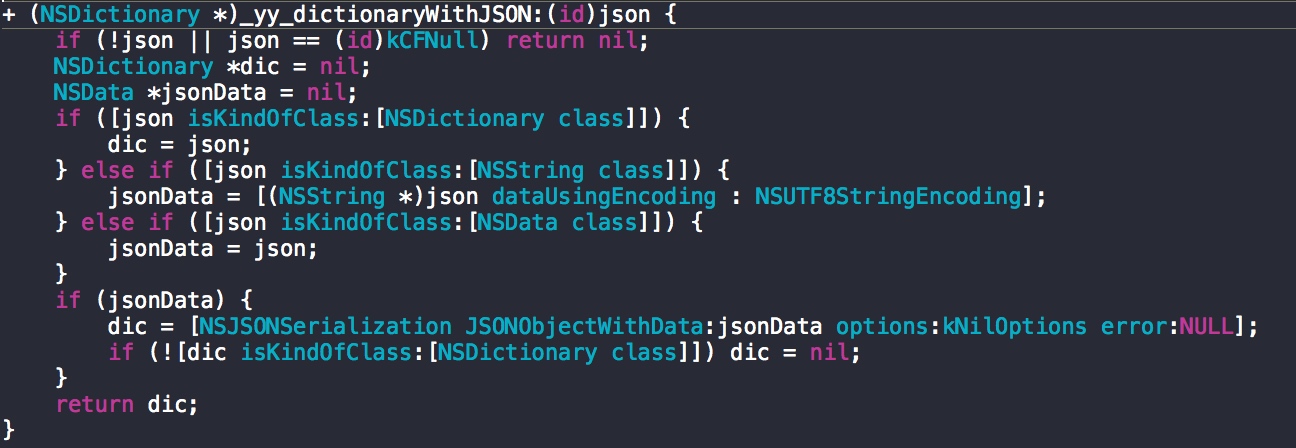 + (NSDictionary *)_yy_dictionaryWithJSON:(id)json {
    if (!json || json == (id)kCFNull) return nil;
    NSDictionary *dic = nil;
    NSData *jsonData = nil;
    if ([json isKindOfClass:[NSDictionary class]]) {
        dic = json;
    } else if ([json isKindOfClass:[NSString class]]) {
        jsonData = [(NSString *)json dataUsingEncoding : NSUTF8StringEncoding];
    } else if ([json isKindOfClass:[NSData class]]) {
        jsonData = json;
    }
    if (jsonData) {
        dic = [NSJSONSerialization JSONObjectWithData:jsonData options:kNilOptions error:NULL];
        if (![dic isKindOfClass:[NSDictionary class]]) dic = nil;
    }
    return dic;
}